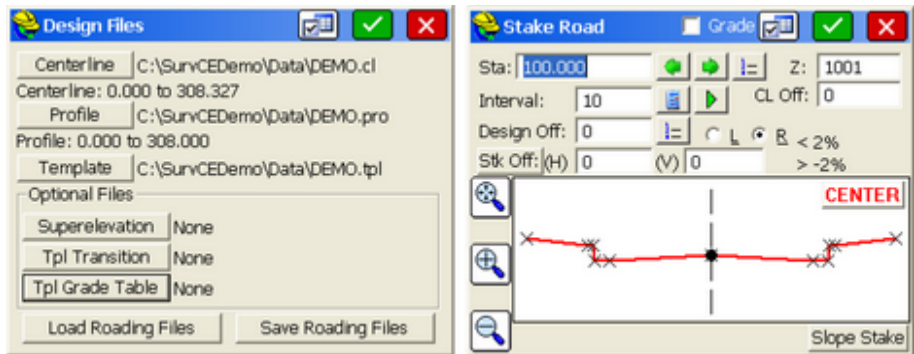 Design Files
Centerline C:\SurvCEDemo\Data\DEMO.cl
Centerline: 0.000 to 308.327
Profile C:\SurvCEDemo\Data\DEMO.pro
Profile: 0.000 to 308.000
Template C:\SurvCEDemo\Data\DEMO.tpl
Optional Files
Superelevation None
Tpl Transition None
Tpl Grade Table None
Load Roading Files Save Roading Files
Stake Road Grade
Sta: 100.000 Z: 1001
Interval: 10 CL Off: 0
Design Off: 0 L R < 2%
Stk Off: (H) 0 (V) 0 > -2%
CENTER
Slope Stake